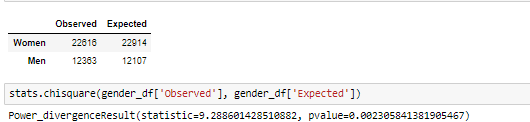 Observed Expected
Women 22616 22914
Men 12363 12107
stats.chisquare(gender_df['Observed'], gender_df['Expected'])
Power_divergenceResult(statistic=9.288601428510882, pvalue=0.002305841381905467)